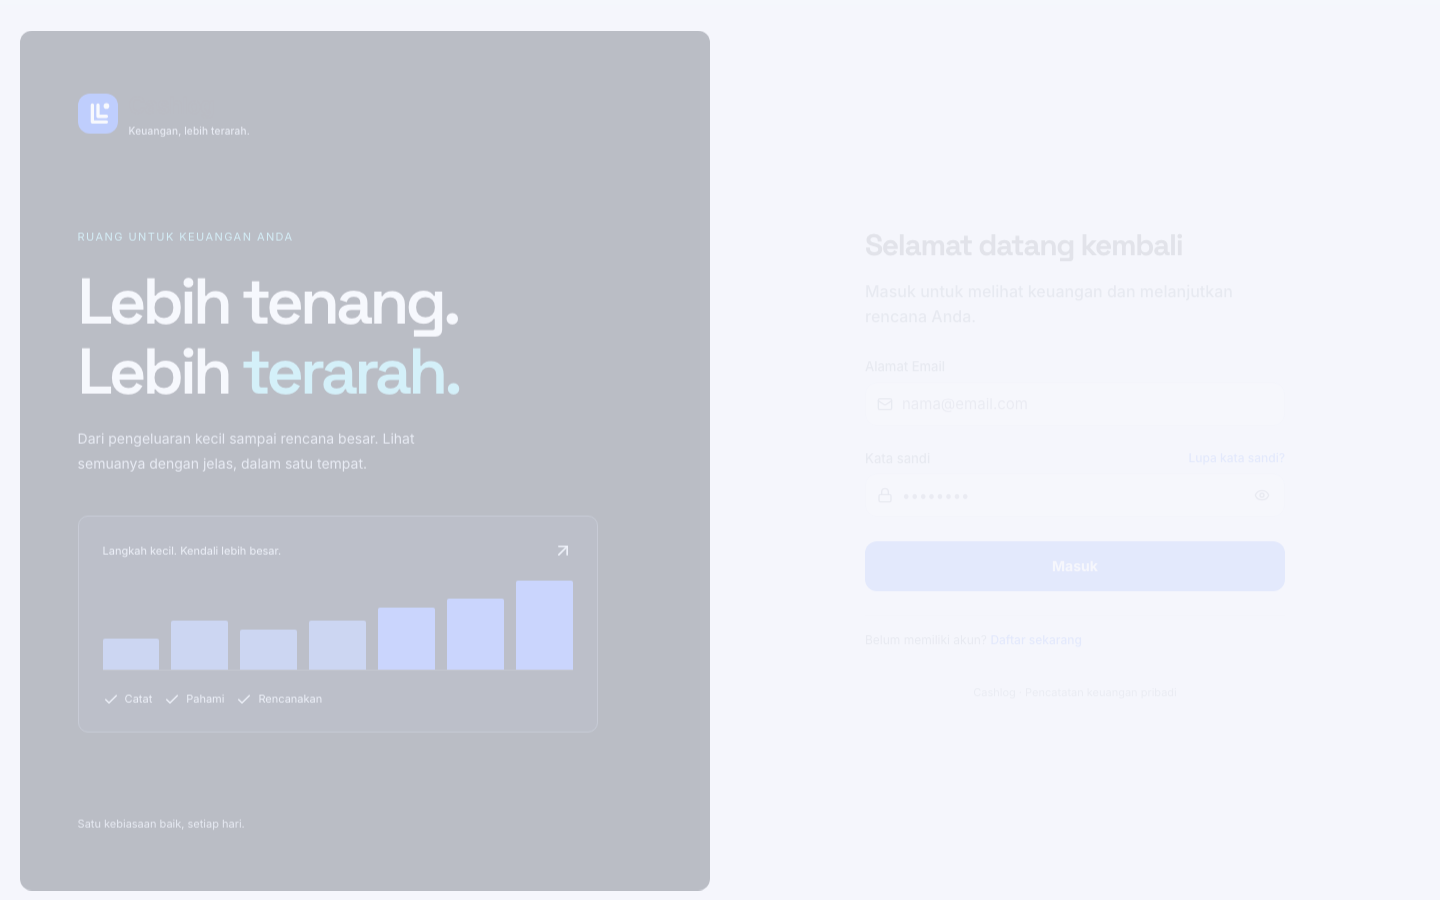 Keuangan, lebih terarah.
RUANG UNTUK KEUANGAN ANDA
Lebih tenang.
Lebih terarah.
Dari pengeluaran kecil sampai rencana besar. Lihat
semuanya dengan jelas, dalam satu tempat.
Langkah kecil. Kendali lebih besar.
Catat Pahami Rencanakan
Satu kebiasaan baik, setiap hari.
Selamat datang kembali
Masuk untuk melihat keuangan dan melanjutkan
rencana Anda.
Alamat Email
nama@email.com
Kata sandi Lupa kata sandi?
Masuk
Belum memiliki akun? Daftar sekarang
Pencatatan keuangan pribadi